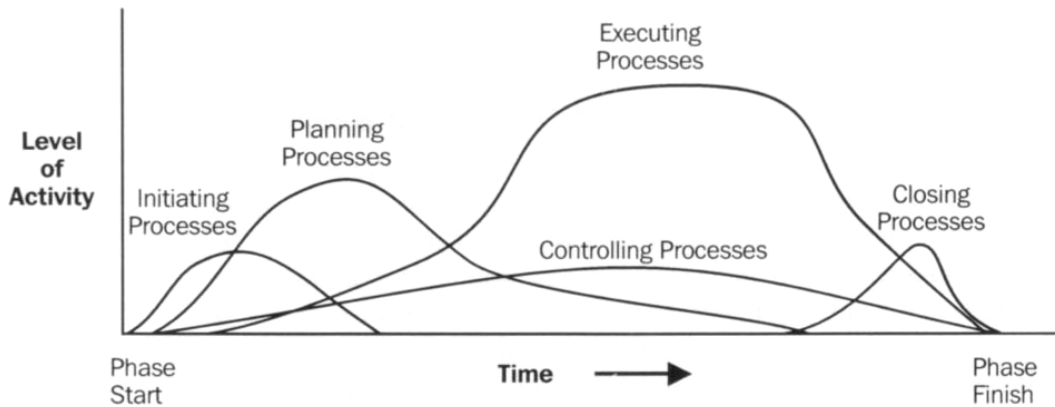 Executing
Processes
Planning
Processes
Level
of
Activity
Initiating
Processes
Closing
Processes
Controlling Processes
Phase
Start
Time
Phase
Finish